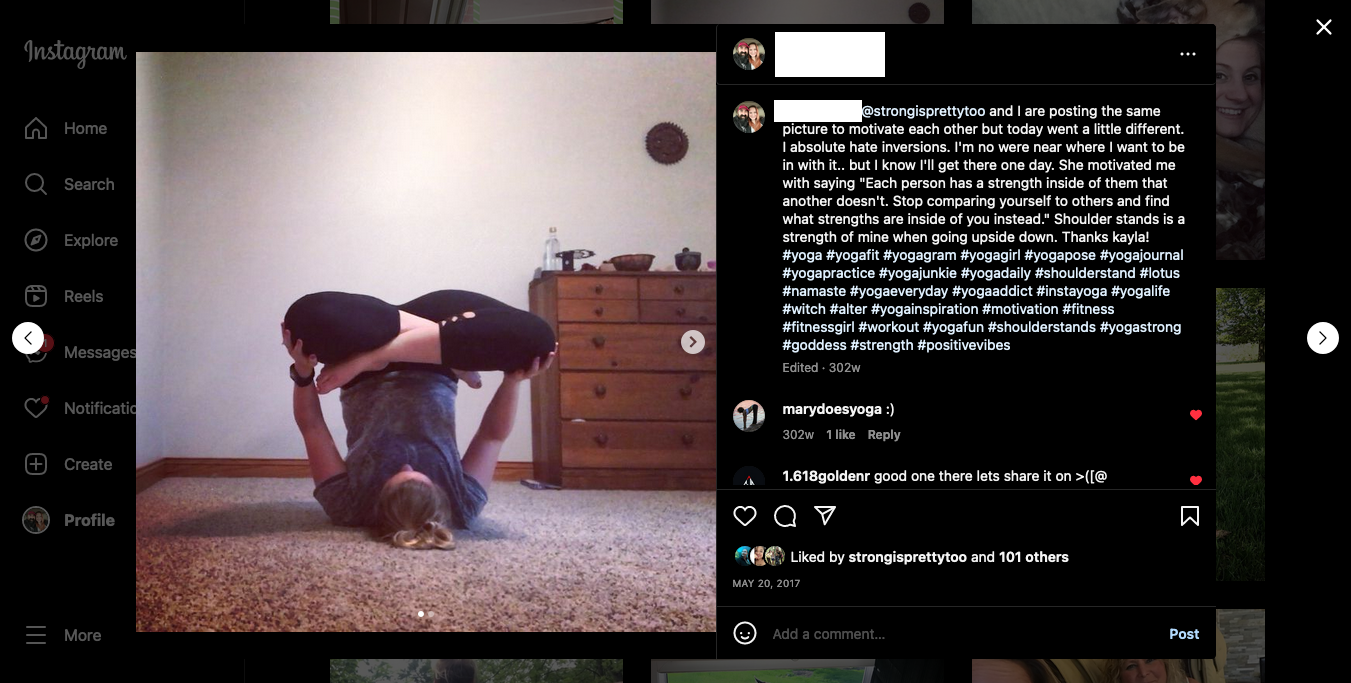 Instagram
Home
Search
Explore
Reels
Messages
Notificatio
Create
Profile
More
@strongisprettytoo and I are posting the same
picture to motivate each other but today went a little different.
I absolute hate inversions. I'm no were near where I want to be
in with it.. but I know I'll get there one day. She motivated me
with saying "Each person has a strength inside of them that
another doesn't. Stop comparing yourself to others and find
what strengths are inside of you instead." Shoulder stands is a
strength of mine when going upside down. Thanks kayla!
#yoga #yogafit #yogagram #yogagirl #yogapose #yogajournal
#yogapractice #yogajunkie #yogadaily #shoulderstand #lotus
#namaste #yogaeveryday #yogaaddict #instayoga #yogalife
#witch #alter #yogainspiration #motivation #fitness
#fitnessgirl #workout #yogafun #shoulderstands #yogastrong
#goddess #strength #positivevibes
Edited · 302w
marydoesyoga :)
302w 1 like Reply
1.618goldenr good one there lets share it on >([@
Liked by strongisprettytoo and 101 others
MAY 20, 2017
Add a comment...
Post